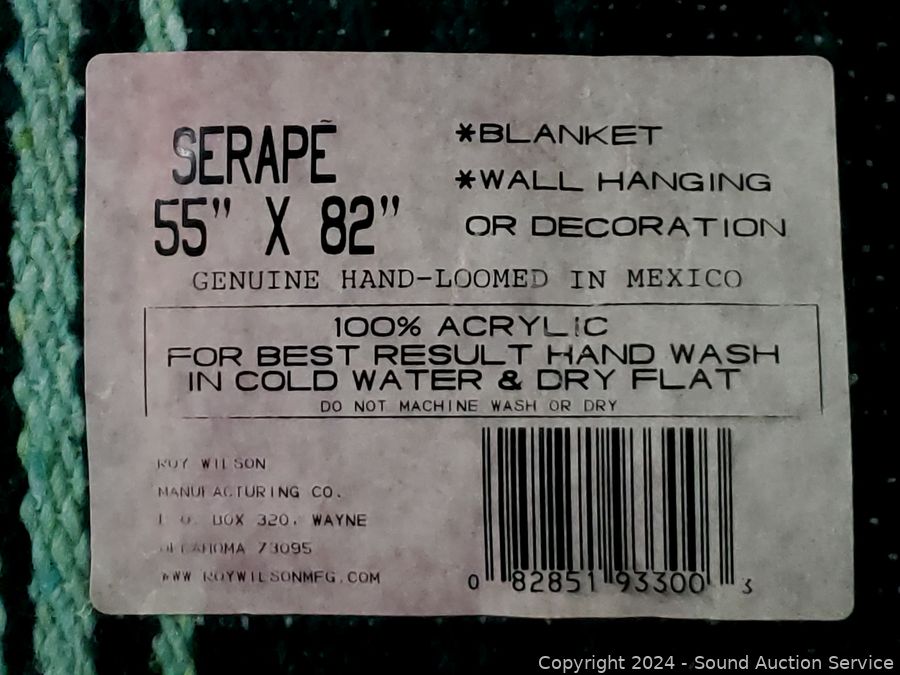 SERAPĒ
55" X 82"
*BLANKET
*WALL HANGING
OR DECORATION
GENUINE HAND-LOOMED IN MEXICO
100% ACRYLIC
FOR BEST RESULT HAND WASH
IN COLD WATER & DRY FLAT
DO NOT MACHINE WASH OR DRY
ROY WILSON
MANUFACTURING CO.
P.O. BOX 320, WAYNE
OKLAHOMA 73095
WWW ROYWILSONMFG.COM
0 82851 93300 3
Copyright 2024 - Sound Auction Service